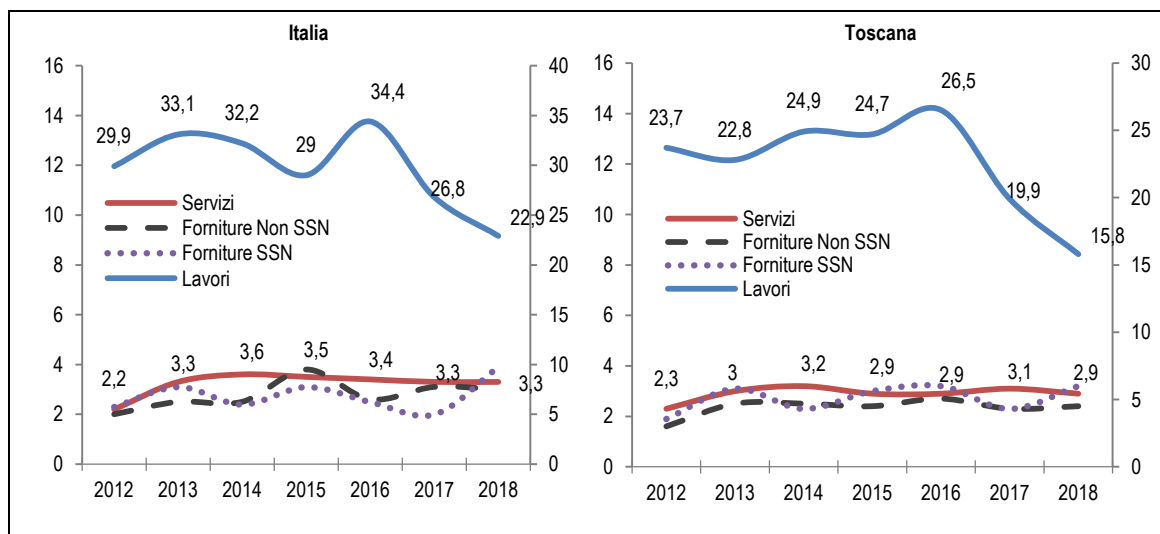 Italia
16 14 12 10 8 6 4 2 0
40 35 30 25 20 15 10 5 0
29,9 33,1 32,2 29 34,4 26,8 22,9
Servizi
Forniture Non SSN
Forniture SSN
Lavori
2,2 3,3 3,6 3,5 3,4 3,3 3,3
2012 2013 2014 2015 2016 2017 2018
Toscana
16 14 12 10 8 6 4 2 0
30 25 20 15 10 5 0
23,7 22,8 24,9 24,7 26,5 19,9 15,8
Servizi
Forniture Non SSN
Forniture SSN
Lavori
2,3 3 3,2 2,9 2,9 3,1 2,9
2012 2013 2014 2015 2016 2017 2018